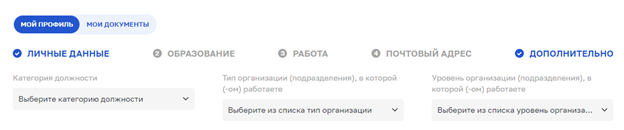 МОЙ ПРОФИЛЬ МОИ ДОКУМЕНТЫ
ЛИЧНЫЕ ДАННЫЕ 2 ОБРАЗОВАНИЕ 3 РАБОТА 4 ПОЧТОВЫЙ АДРЕС ДОПОЛНИТЕЛЬНО
Категория должности
Выберите категорию должности
Тип организации (подразделения), в которой
(-ом) работаете
Выберите из списка тип организации
Уровень организации (подразделения), в
которой (-ом) работаете
Выберите из списка уровень организа...